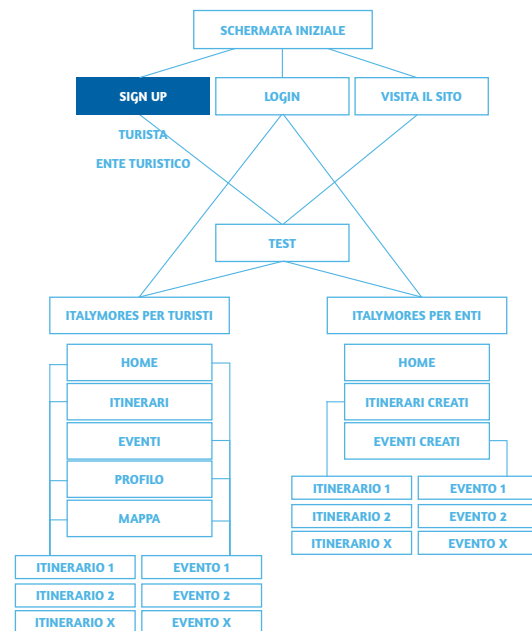 SCHERMATA INIZIALE
SIGN UP
LOGIN
VISITA IL SITO
TURISTA
ENTE TURISTICO
TEST
ITALYMORES PER TURISTI
ITALYMORES PER ENTI
HOME
ITINERARI
EVENTI
PROFILO
MAPPA
ITINERARIO 1
EVENTO 1
ITINERARIO 2
EVENTO 2
ITINERARIO X
EVENTO X
HOME
ITINERARI CREATI
EVENTI CREATI
ITINERARIO 1
EVENTO 1
ITINERARIO 2
EVENTO 2
ITINERARIO X
EVENTO X